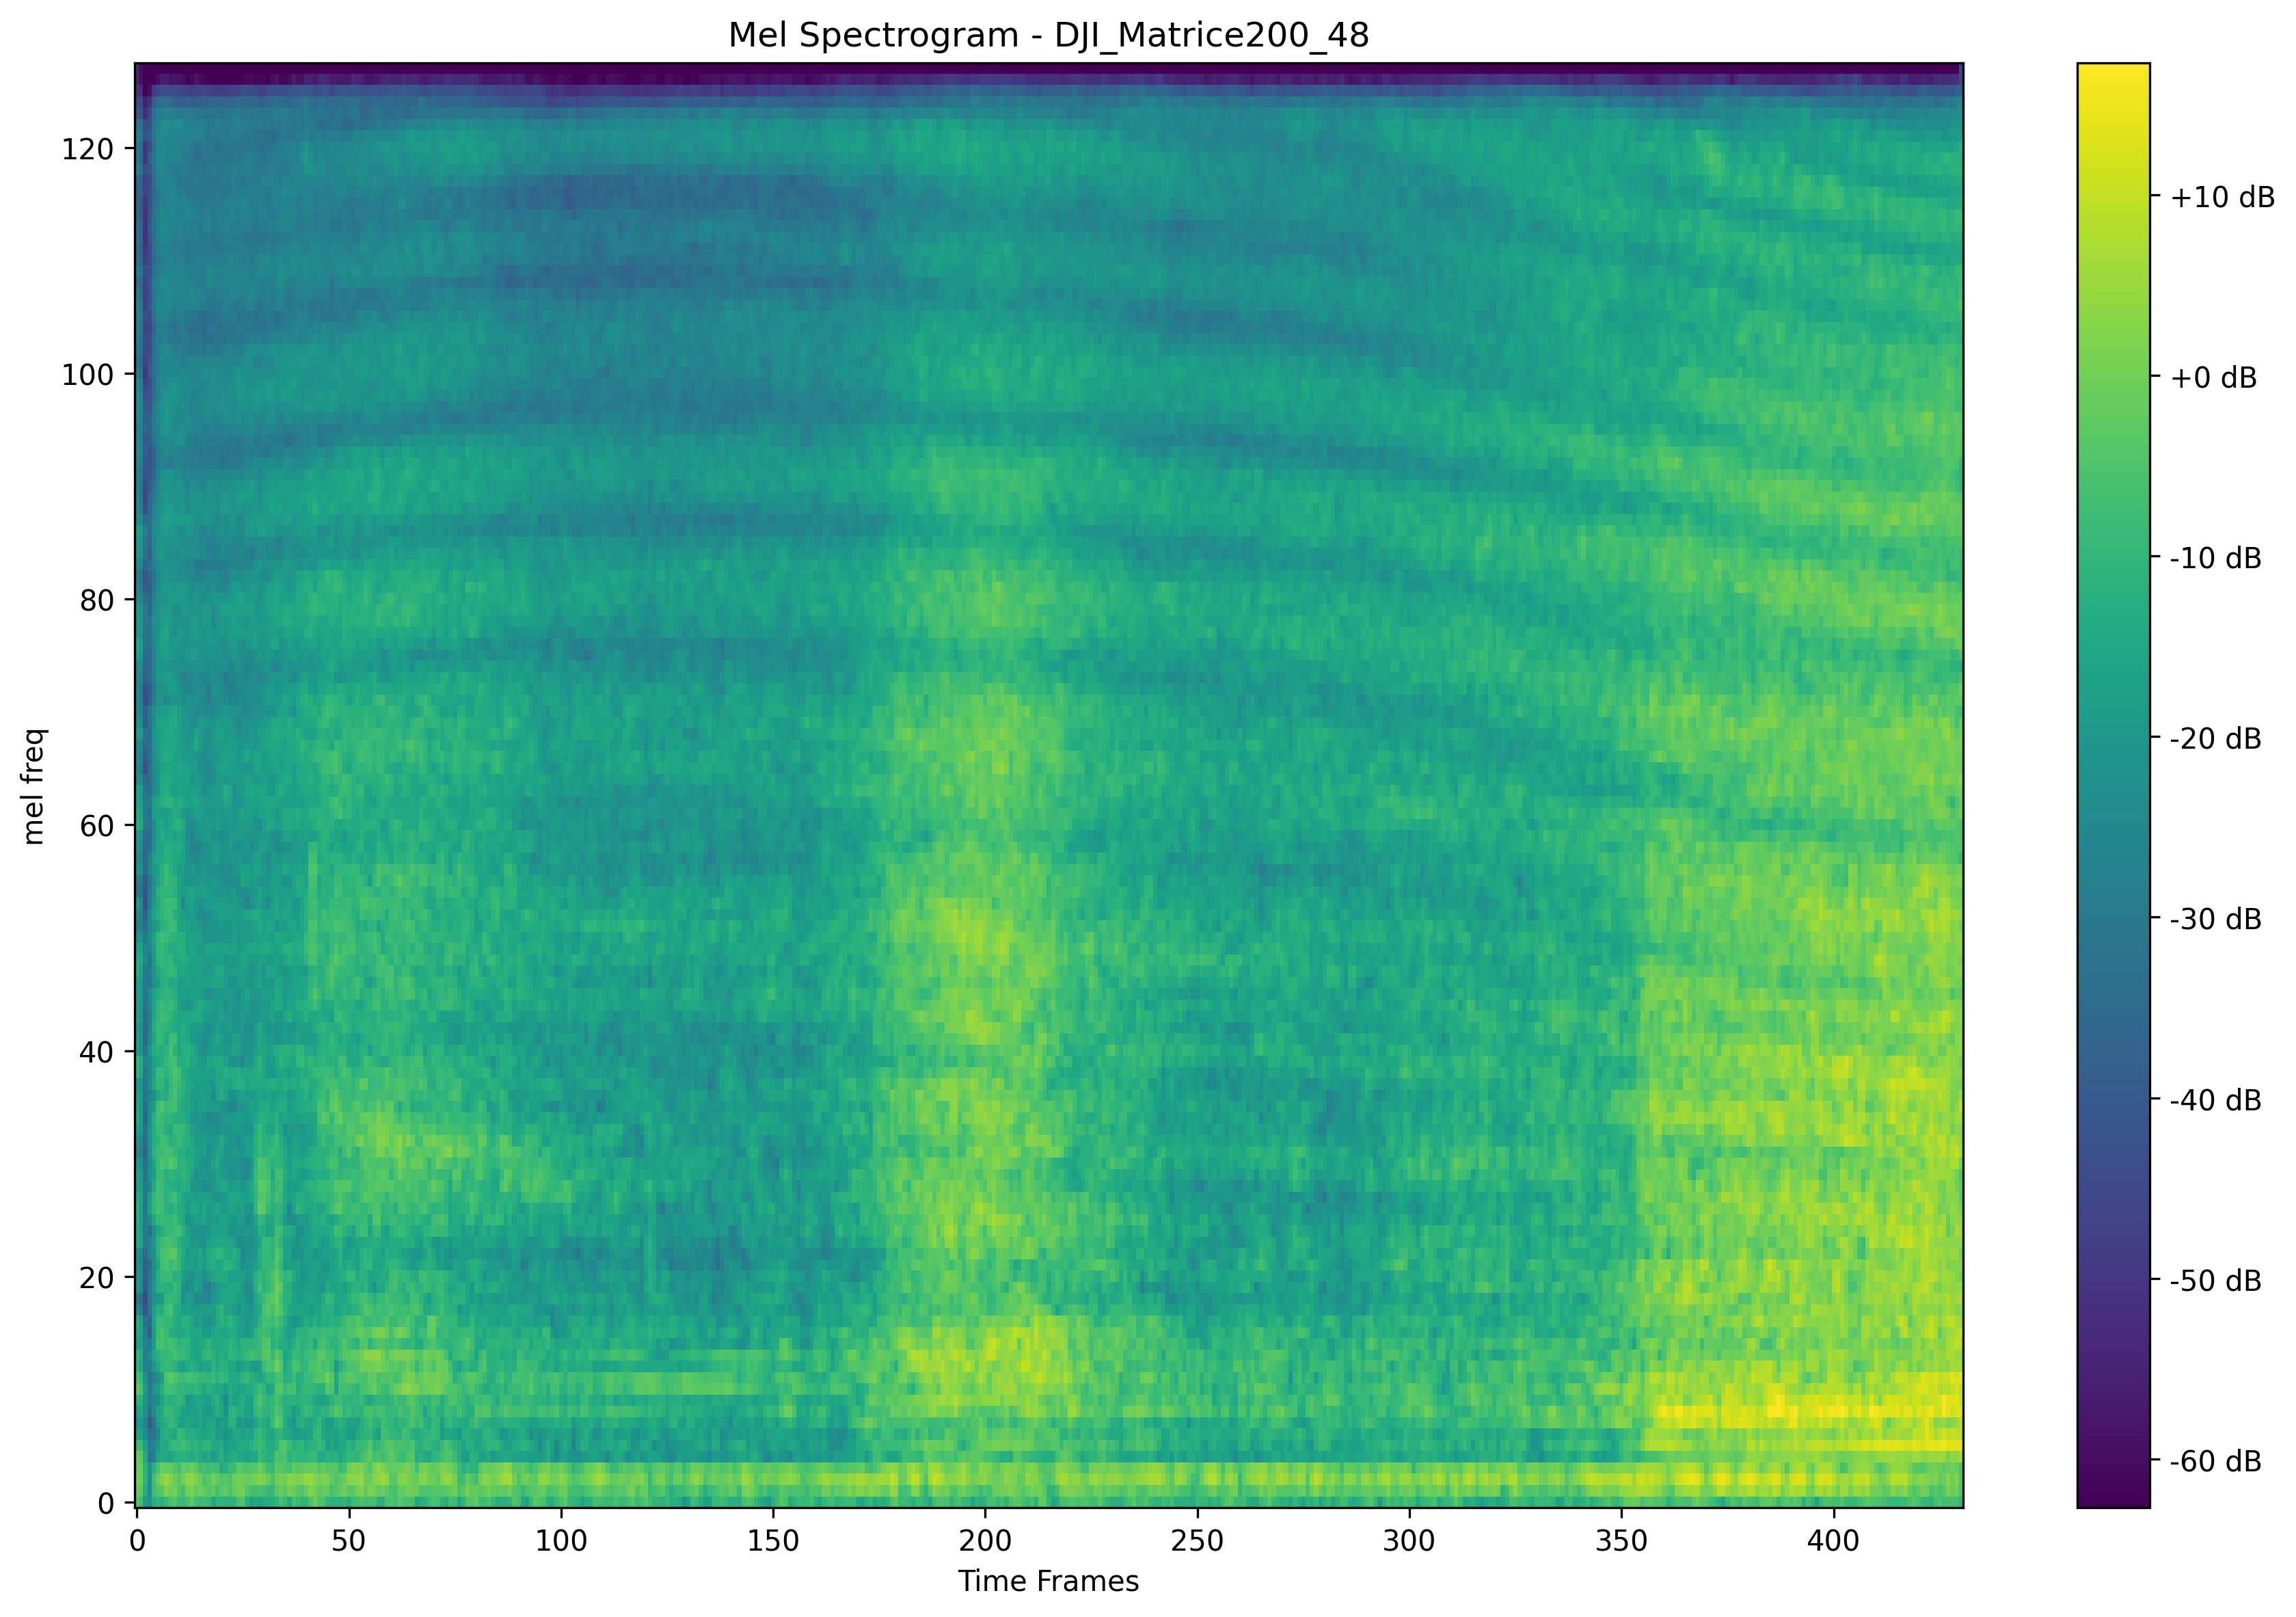 Mel Spectrogram - DJI_Matrice200_48
mel freq
120
100
80
60
40
20
0
0 50 100 150 200 250 300 350 400
Time Frames
+10 dB
+0 dB
-10 dB
-20 dB
-30 dB
-40 dB
-50 dB
-60 dB